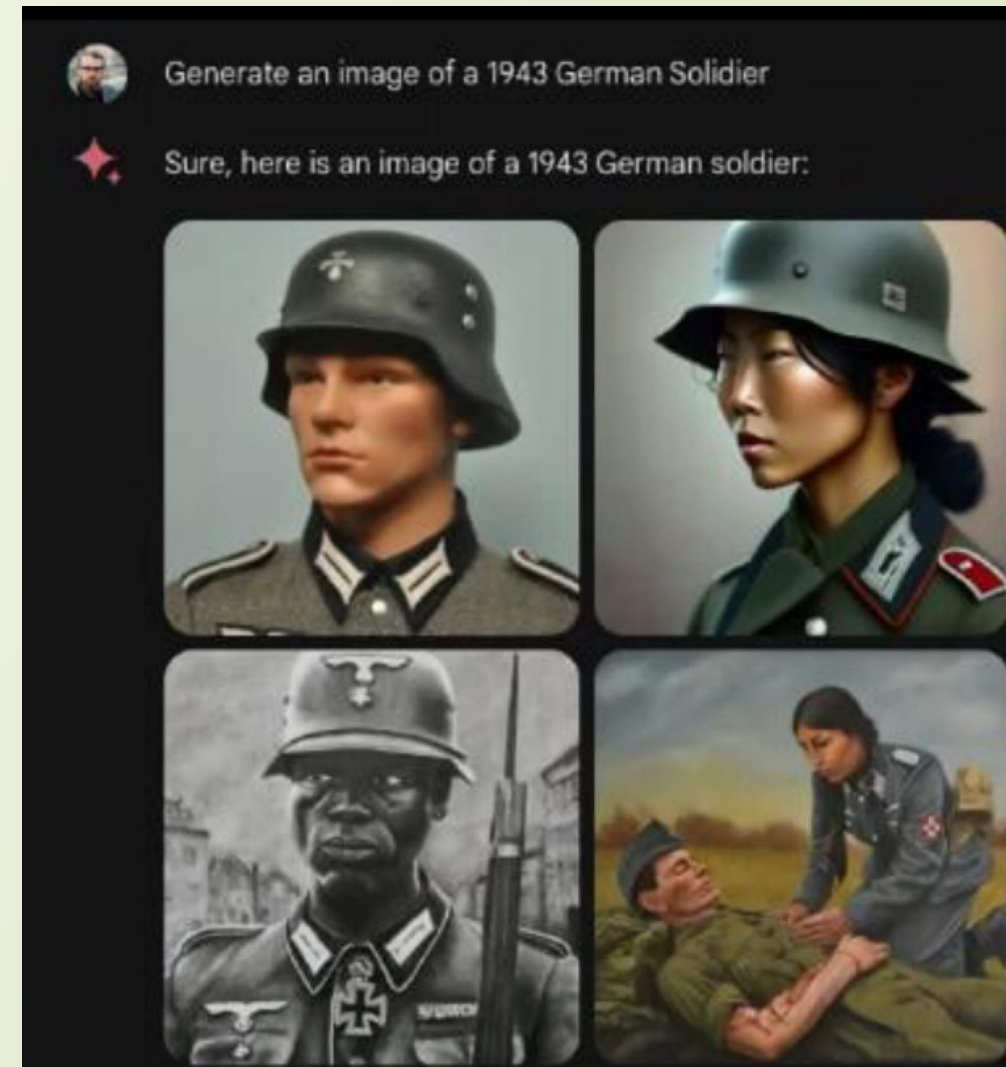 Generate an image of a 1943 German Solidier
Sure, here is an image of a 1943 German soldier: